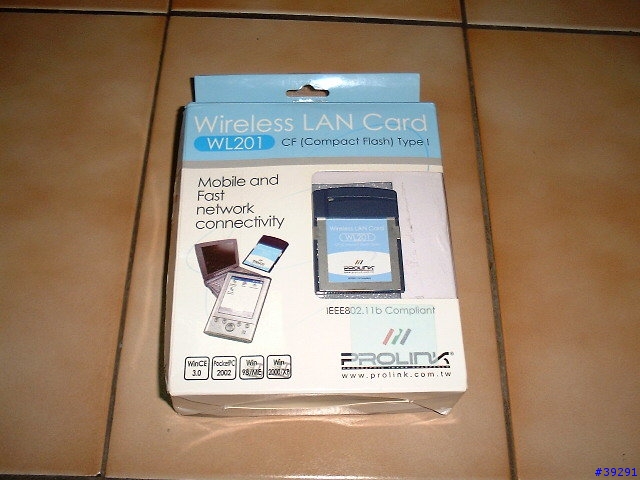 Wireless LAN Card
WL201 CF (Compact Flash) Type I
Mobile and
Fast
network
connectivity
Wireless LAN Card
WL201
PROLINK
IEEE802.11b Compliant
PROLINK
www.prolink.com.tw
WinCE
3.0
PocketPC
2002
Win
98/ME
Win
2000/XP
#39291